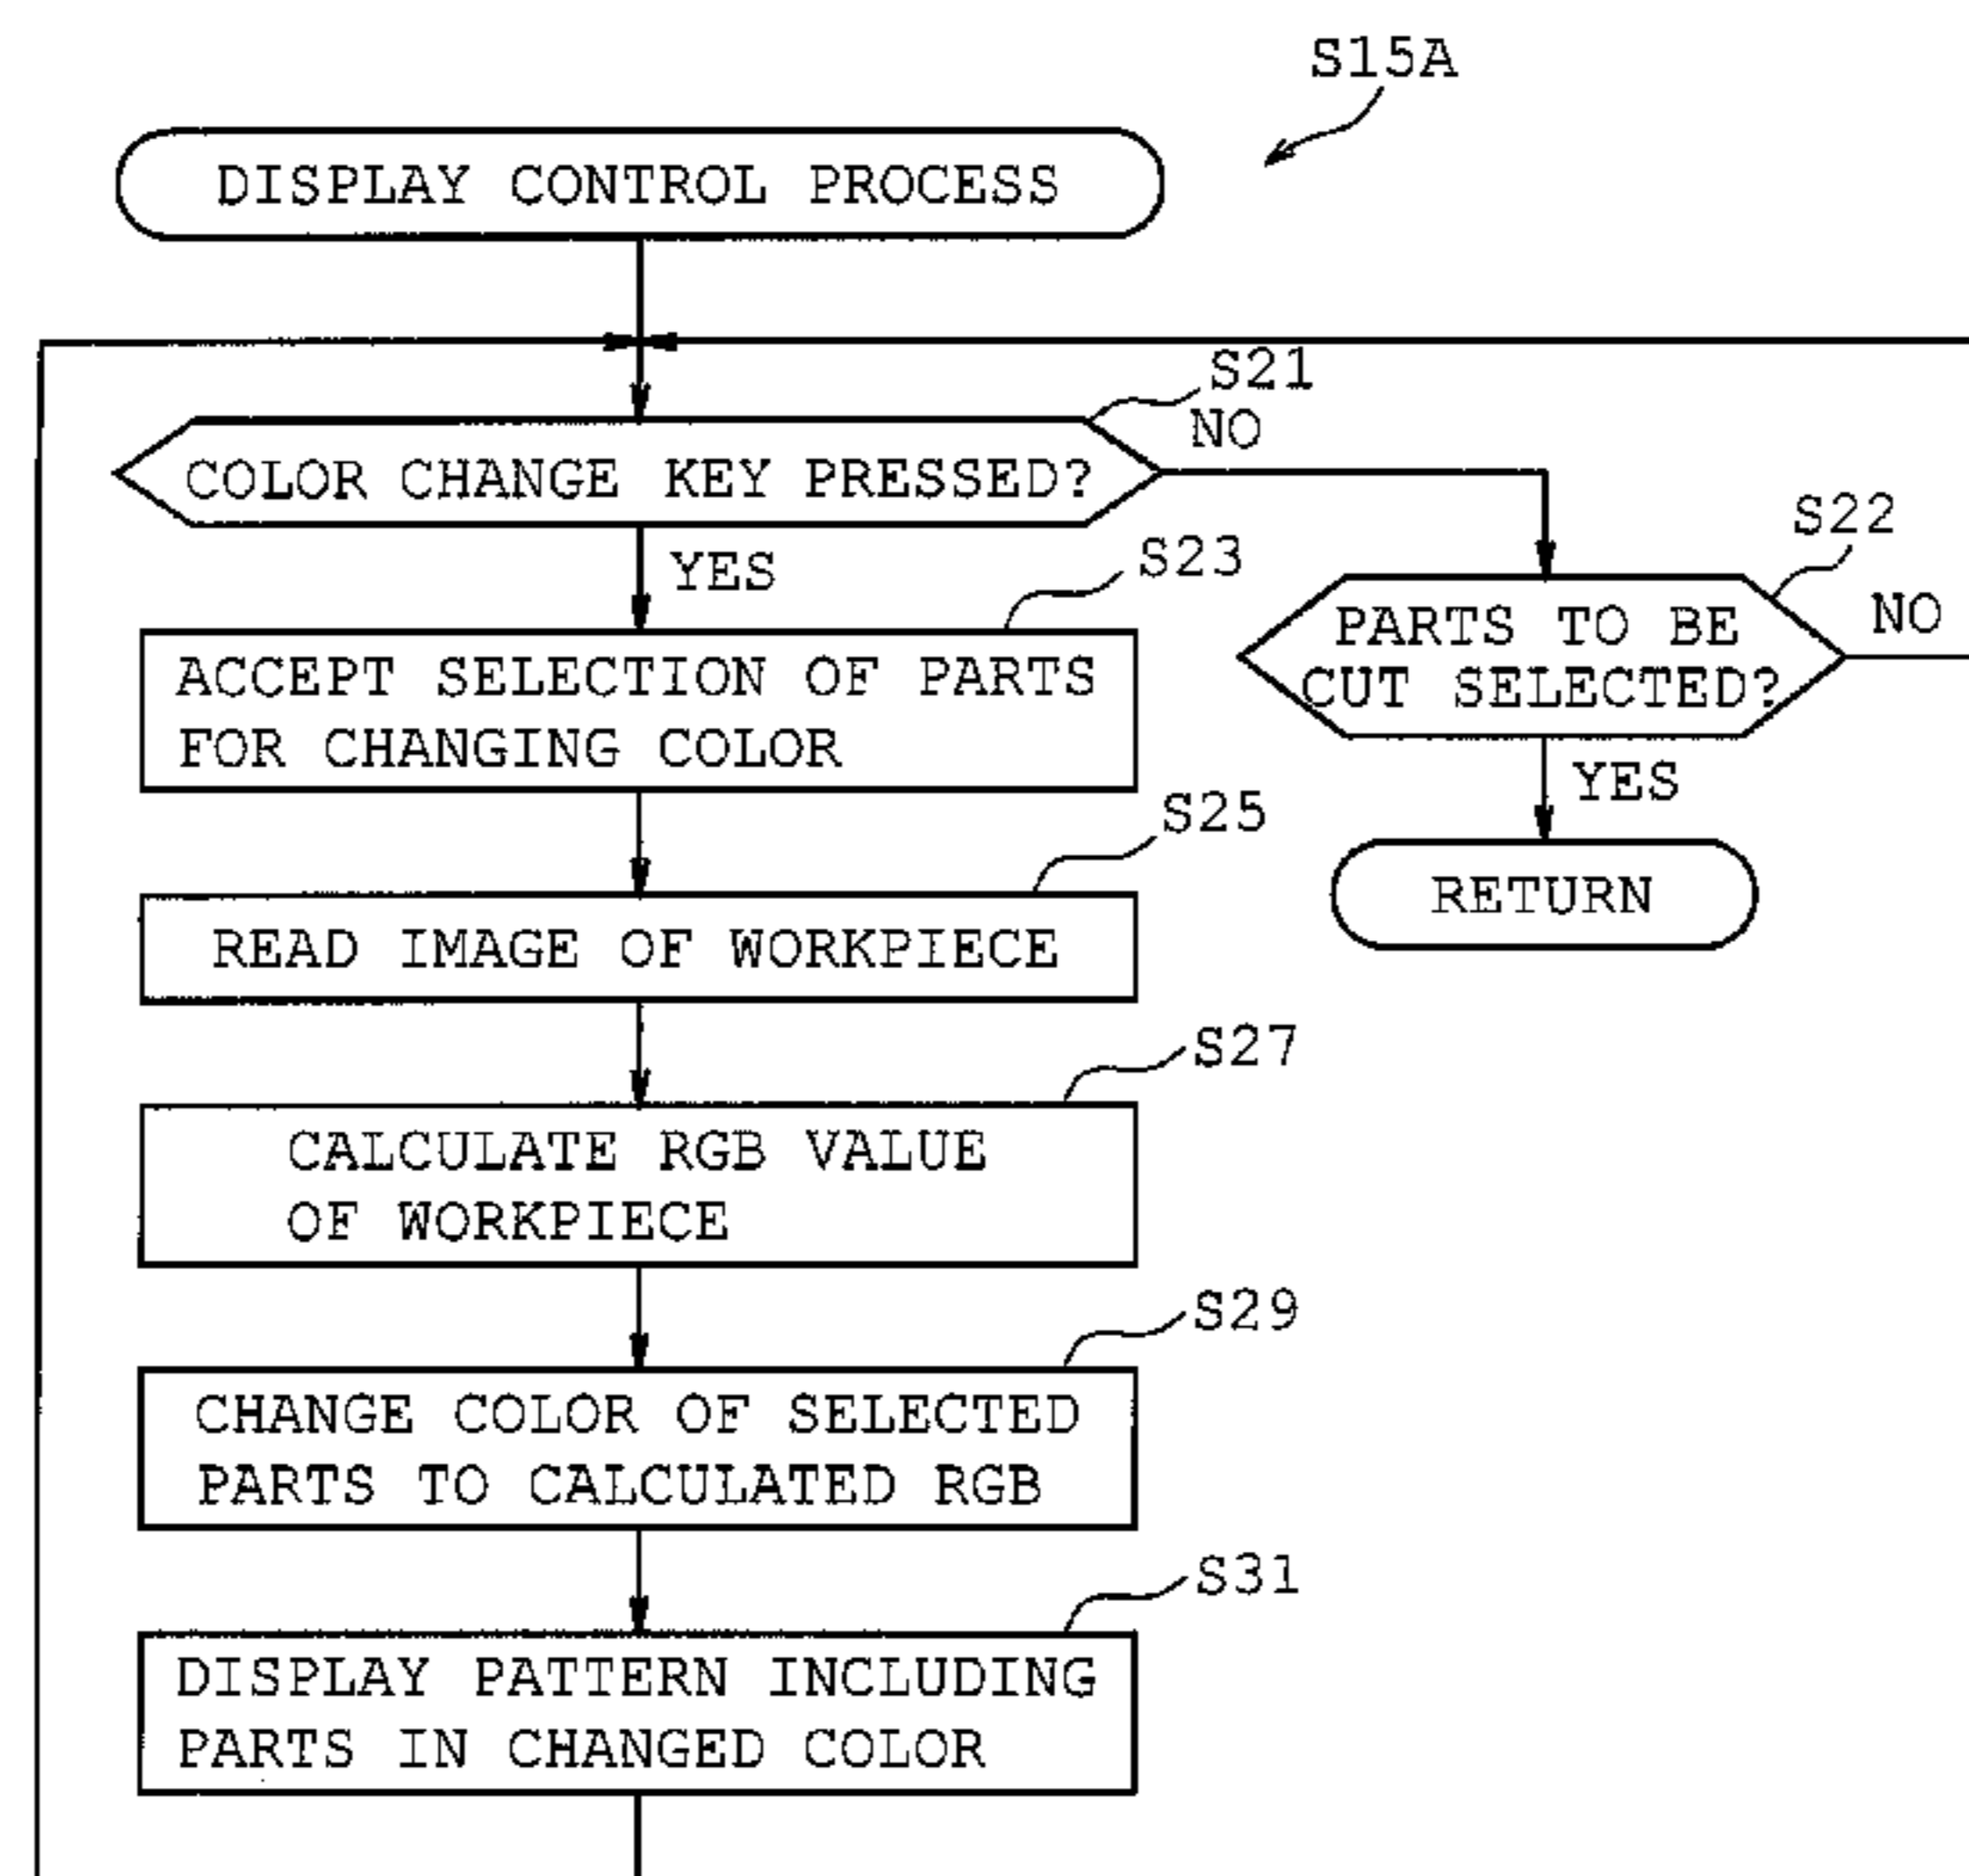 S15A
DISPLAY CONTROL PROCESS
S21
NO
COLOR CHANGE KEY PRESSED?
YES
S22
PARTS TO BE
CUT SELECTED?
NO
YES
RETURN
S23
ACCEPT SELECTION OF PARTS
FOR CHANGING COLOR
S25
READ IMAGE OF WORKPIECE
S27
CALCULATE RGB VALUE
OF WORKPIECE
S29
CHANGE COLOR OF SELECTED
PARTS TO CALCULATED RGB
S31
DISPLAY PATTERN INCLUDING
PARTS IN CHANGED COLOR